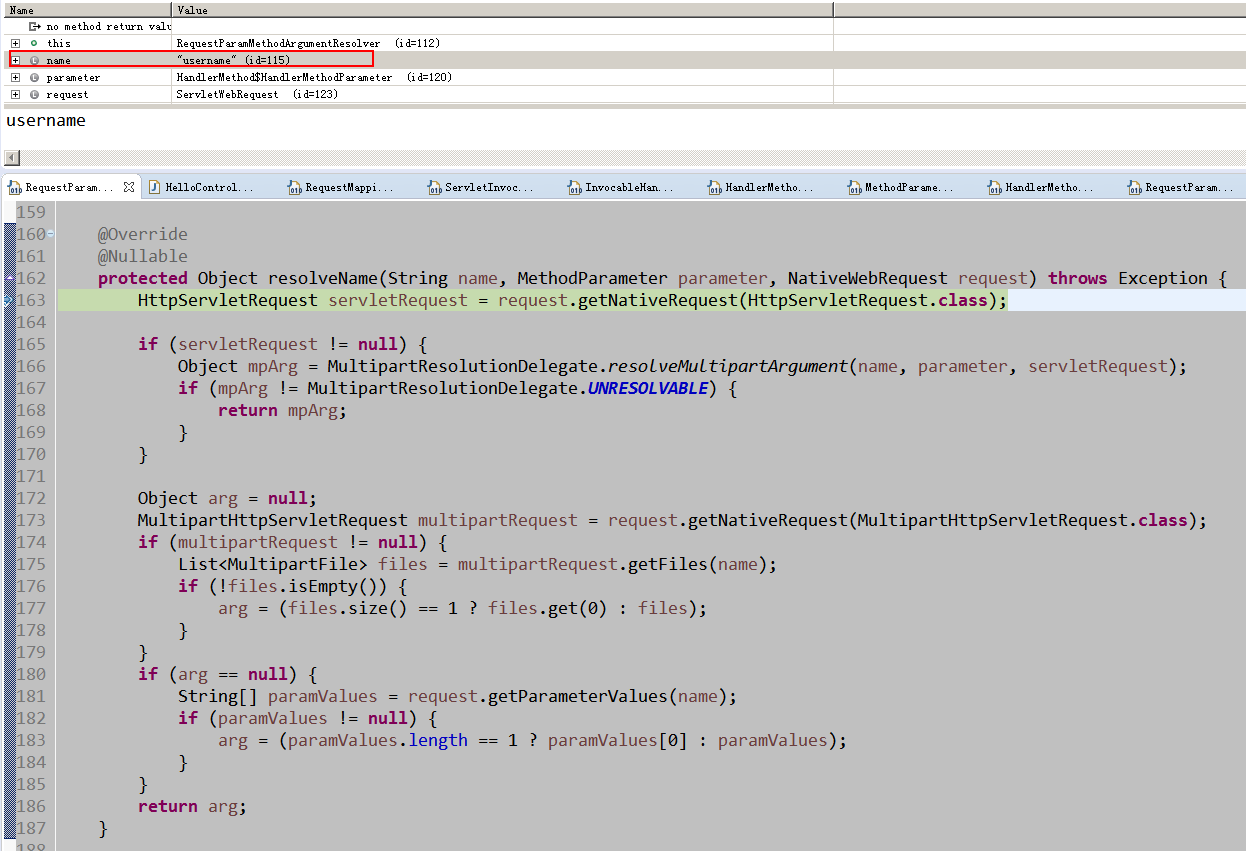 Name Value
no method return valu
this RequestParamMethodArgumentResolver (id=112)
name "username" (id=115)
parameter HandlerMethod$HandlerMethodParameter (id=120)
request ServletWebRequest (id=123)
username
RequestParam... HelloControl... RequestMappi... ServletInvoc... InvocableHan... HandlerMetho... MethodParame... HandlerMetho... RequestParam...
159
160 @Override
161 @Nullable
162 protected Object resolveName(String name, MethodParameter parameter, NativeWebRequest request) throws Exception {
163 HttpServletRequest servletRequest = request.getNativeRequest(HttpServletRequest.class);
164
165 if (servletRequest != null) {
166 Object mpArg = MultipartResolutionDelegate.resolveMultipartArgument(name, parameter, servletRequest);
167 if (mpArg != MultipartResolutionDelegate.UNRESOLVABLE) {
168 return mpArg;
169 }
170 }
171
172 Object arg = null;
173 MultipartHttpServletRequest multipartRequest = request.getNativeRequest(MultipartHttpServletRequest.class);
174 if (multipartRequest != null) {
175 List<MultipartFile> files = multipartRequest.getFiles(name);
176 if (!files.isEmpty()) {
177 arg = (files.size() == 1 ? files.get(0) : files);
178 }
179 }
180 if (arg == null) {
181 String[] paramValues = request.getParameterValues(name);
182 if (paramValues != null) {
183 arg = (paramValues.length == 1 ? paramValues[0] : paramValues);
184 }
185 }
186 return arg;
187 }
188